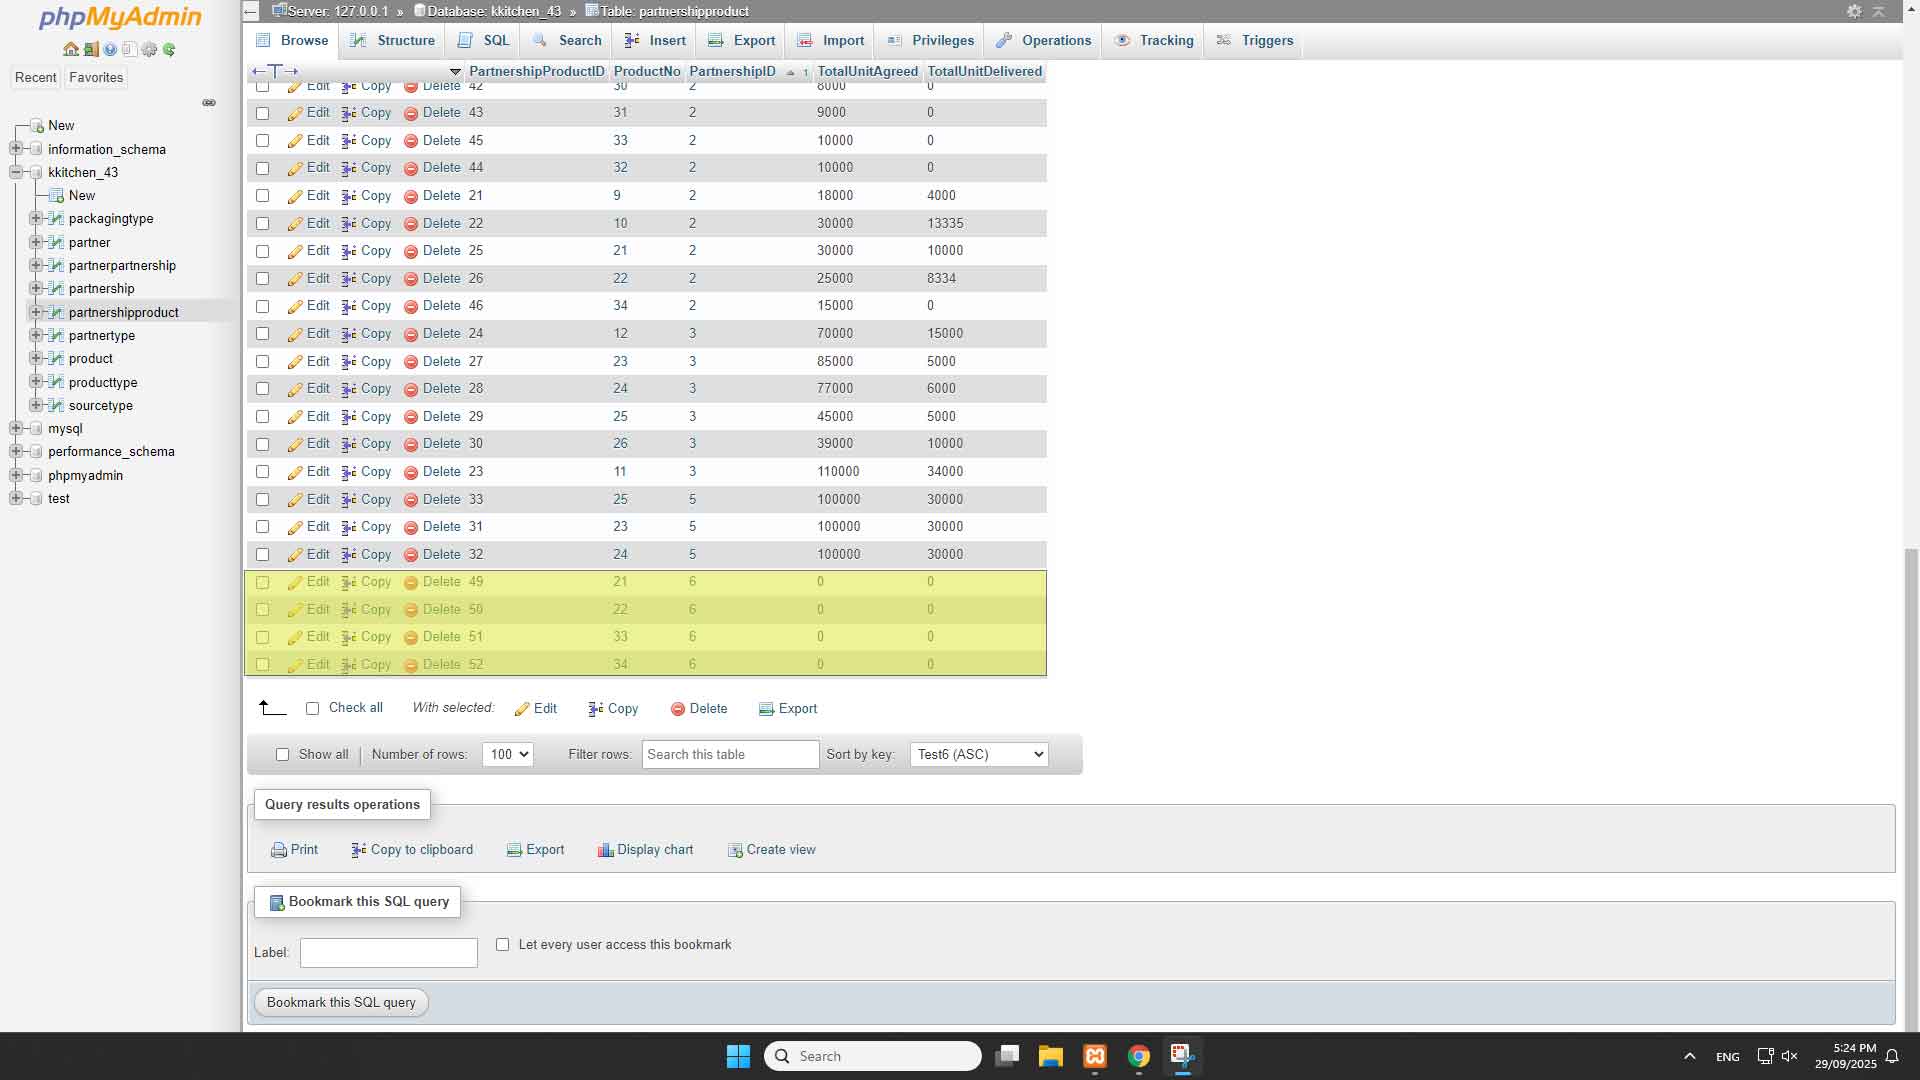 phpMyAdmin
Recent Favorites
New
information_schema
kkitchen_43
New
packagingtype
partner
partnerpartnership
partnership
partnershipproduct
partnertype
product
producttype
sourcetype
mysql
performance_schema
phpmyadmin
test
Server: 127.0.0.1 » Database: kkitchen_43 » Table: partnershipproduct
Browse Structure SQL Search Insert Export Import Privileges Operations Tracking Triggers
PartnershipProductID ProductNo PartnershipID 1 TotalUnitAgreed TotalUnitDelivered
Edit Copy Delete 42 30 2 8000 0
Edit Copy Delete 43 31 2 9000 0
Edit Copy Delete 45 33 2 10000 0
Edit Copy Delete 44 32 2 10000 0
Edit Copy Delete 21 9 2 18000 4000
Edit Copy Delete 22 10 2 30000 13335
Edit Copy Delete 25 21 2 30000 10000
Edit Copy Delete 26 22 2 25000 8334
Edit Copy Delete 46 34 2 15000 0
Edit Copy Delete 24 12 3 70000 15000
Edit Copy Delete 27 23 3 85000 5000
Edit Copy Delete 28 24 3 77000 6000
Edit Copy Delete 29 25 3 45000 5000
Edit Copy Delete 30 26 3 39000 10000
Edit Copy Delete 23 11 3 110000 34000
Edit Copy Delete 33 25 5 100000 30000
Edit Copy Delete 31 23 5 100000 30000
Edit Copy Delete 32 24 5 100000 30000
Edit Copy Delete 49 21 6 0 0
Edit Copy Delete 50 22 6 0 0
Edit Copy Delete 51 33 6 0 0
Edit Copy Delete 52 34 6 0 0
Check all With selected: Edit Copy Delete Export
Show all Number of rows: 100 Filter rows: Search this table Sort by key: Test6 (ASC)
Query results operations
Print Copy to clipboard Export Display chart Create view
Bookmark this SQL query
Label: Let every user access this bookmark
Bookmark this SQL query
Search
ENG
5:24 PM
29/09/2025